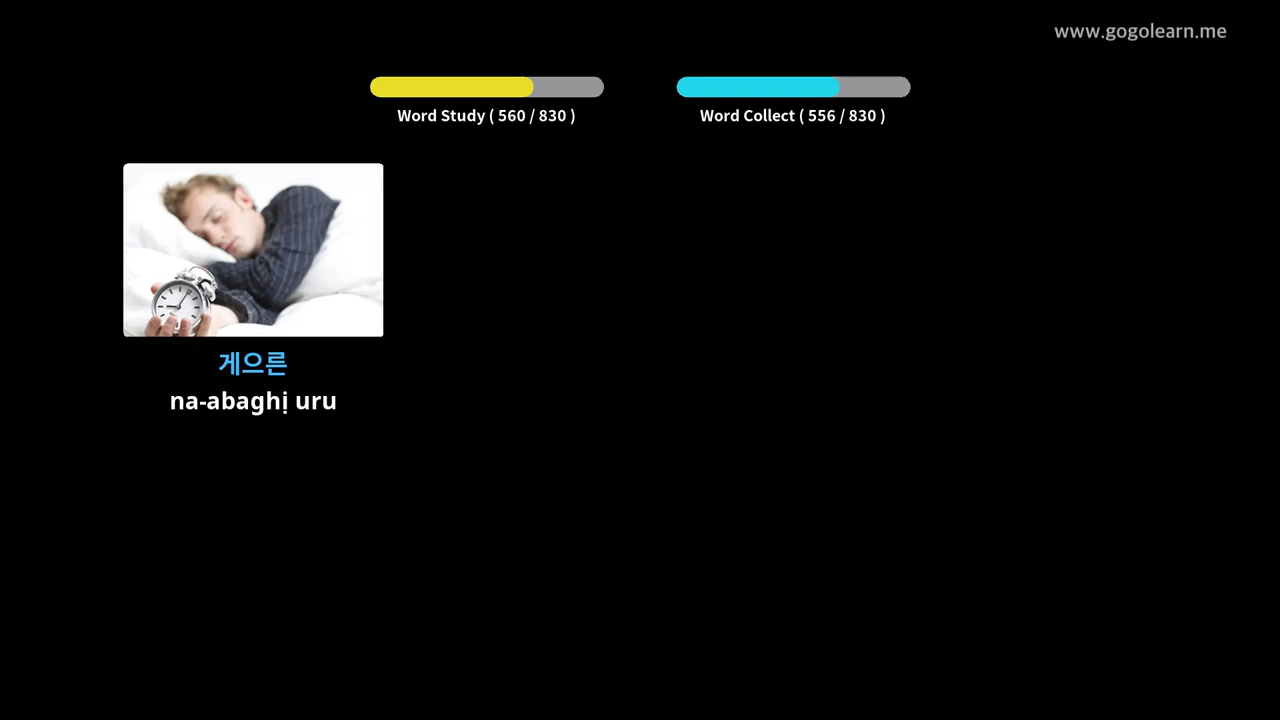 www.gogolearn.me
Word Study ( 560 / 830 )
Word Collect ( 556 / 830 )
게으른
na-abaghị uru